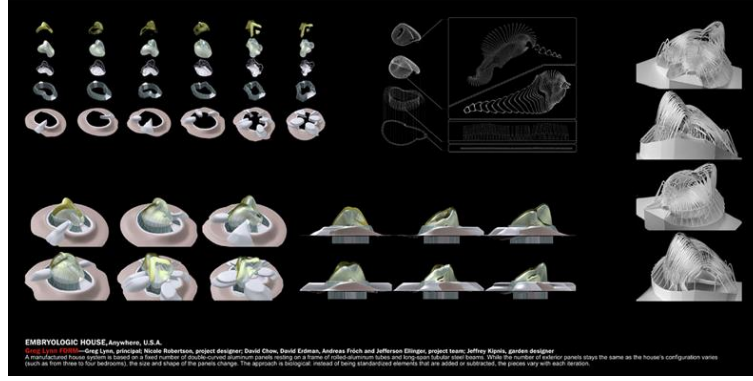 EMBRYOLOGIC HOUSE, Anywhere, U.S.A.
Greg Lynn FORM—Greg Lynn, principal; Nicole Robertson, project designer; David Chow, David Erdman, Andreas Fröch and Jefferson Ellinger, project team; Jeffrey Kipnis, garden designer
A manufactured house system is based on a fixed number of double-curved aluminum panels resting on a frame of rolled-aluminum tubes and long-span tubular steel beams. While the number of exterior panels stays the same as the house's configuration varies
(such as from three to four bedrooms), the size and shape of the panels change. The approach is biological: instead of being standardized elements that are added or subtracted, the pieces vary with each iteration.